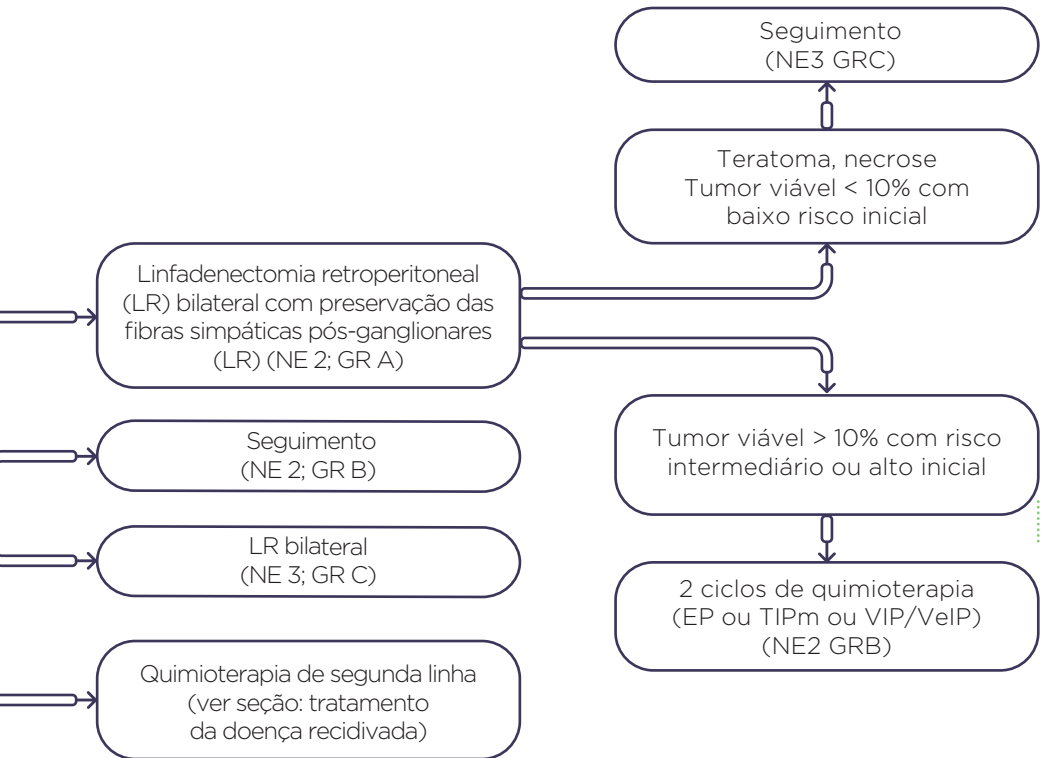 Seguimento
(NE3 GRC)
Teratoma, necrose
Tumor viável < 10% com
baixo risco inicial
Linfadenectomia retroperitoneal
(LR) bilateral com preservação das
fibras simpáticas pós-ganglionares
(LR) (NE 2; GR A)
Tumor viável > 10% com risco
intermediário ou alto inicial
Seguimento
(NE 2; GR B)
LR bilateral
(NE 3; GR C)
2 ciclos de quimioterapia
(EP ou TIPm ou VIP/VeIP)
(NE2 GRB)
Quimioterapia de segunda linha
(ver seção: tratamento
da doença recidivada)